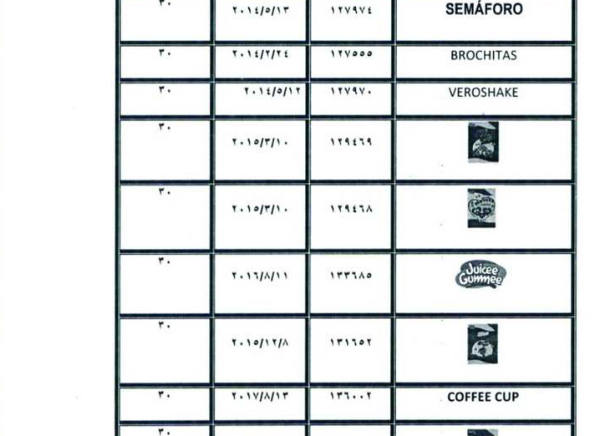 SEMÁFORO ١٢٧٩٧٤ ٢٠١٤/٥/١٣ ٣٠
BROCHITAS ١٢٧٥٥٥ ٢٠١٤/٢/٢٤ ٣٠
VEROSHAKE ١٢٧٩٧٠ ٢٠١٤/٥/١٢ ٣٠
١٢٩٤٦٩ ٢٠١٥/٣/١٠ ٣٠
١٢٩٤٦٨ ٢٠١٥/٣/١٠ ٣٠
Juicee
Gummee ١٣٣٦٨٥ ٢٠١٦/٨/١١ ٣٠
١٣١٦٥٢ ٢٠١٥/١٢/٨ ٣٠
COFFEE CUP ١٣٦٠٠٢ ٢٠١٧/٨/١٣ ٣٠
٣٠